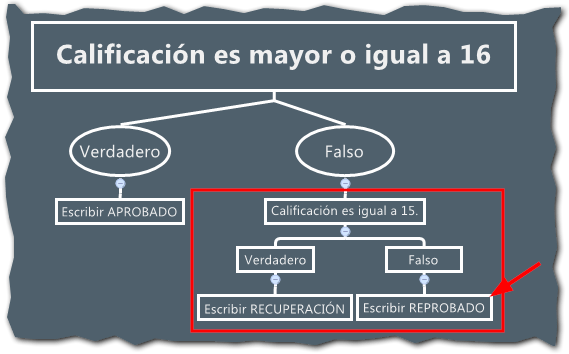 Calificación es mayor o igual a 16
Verdadero
Falso
Escribir APROBADO
Calificación es igual a 15.
Verdadero
Falso
Escribir RECUPERACIÓN
Escribir REPROBADO